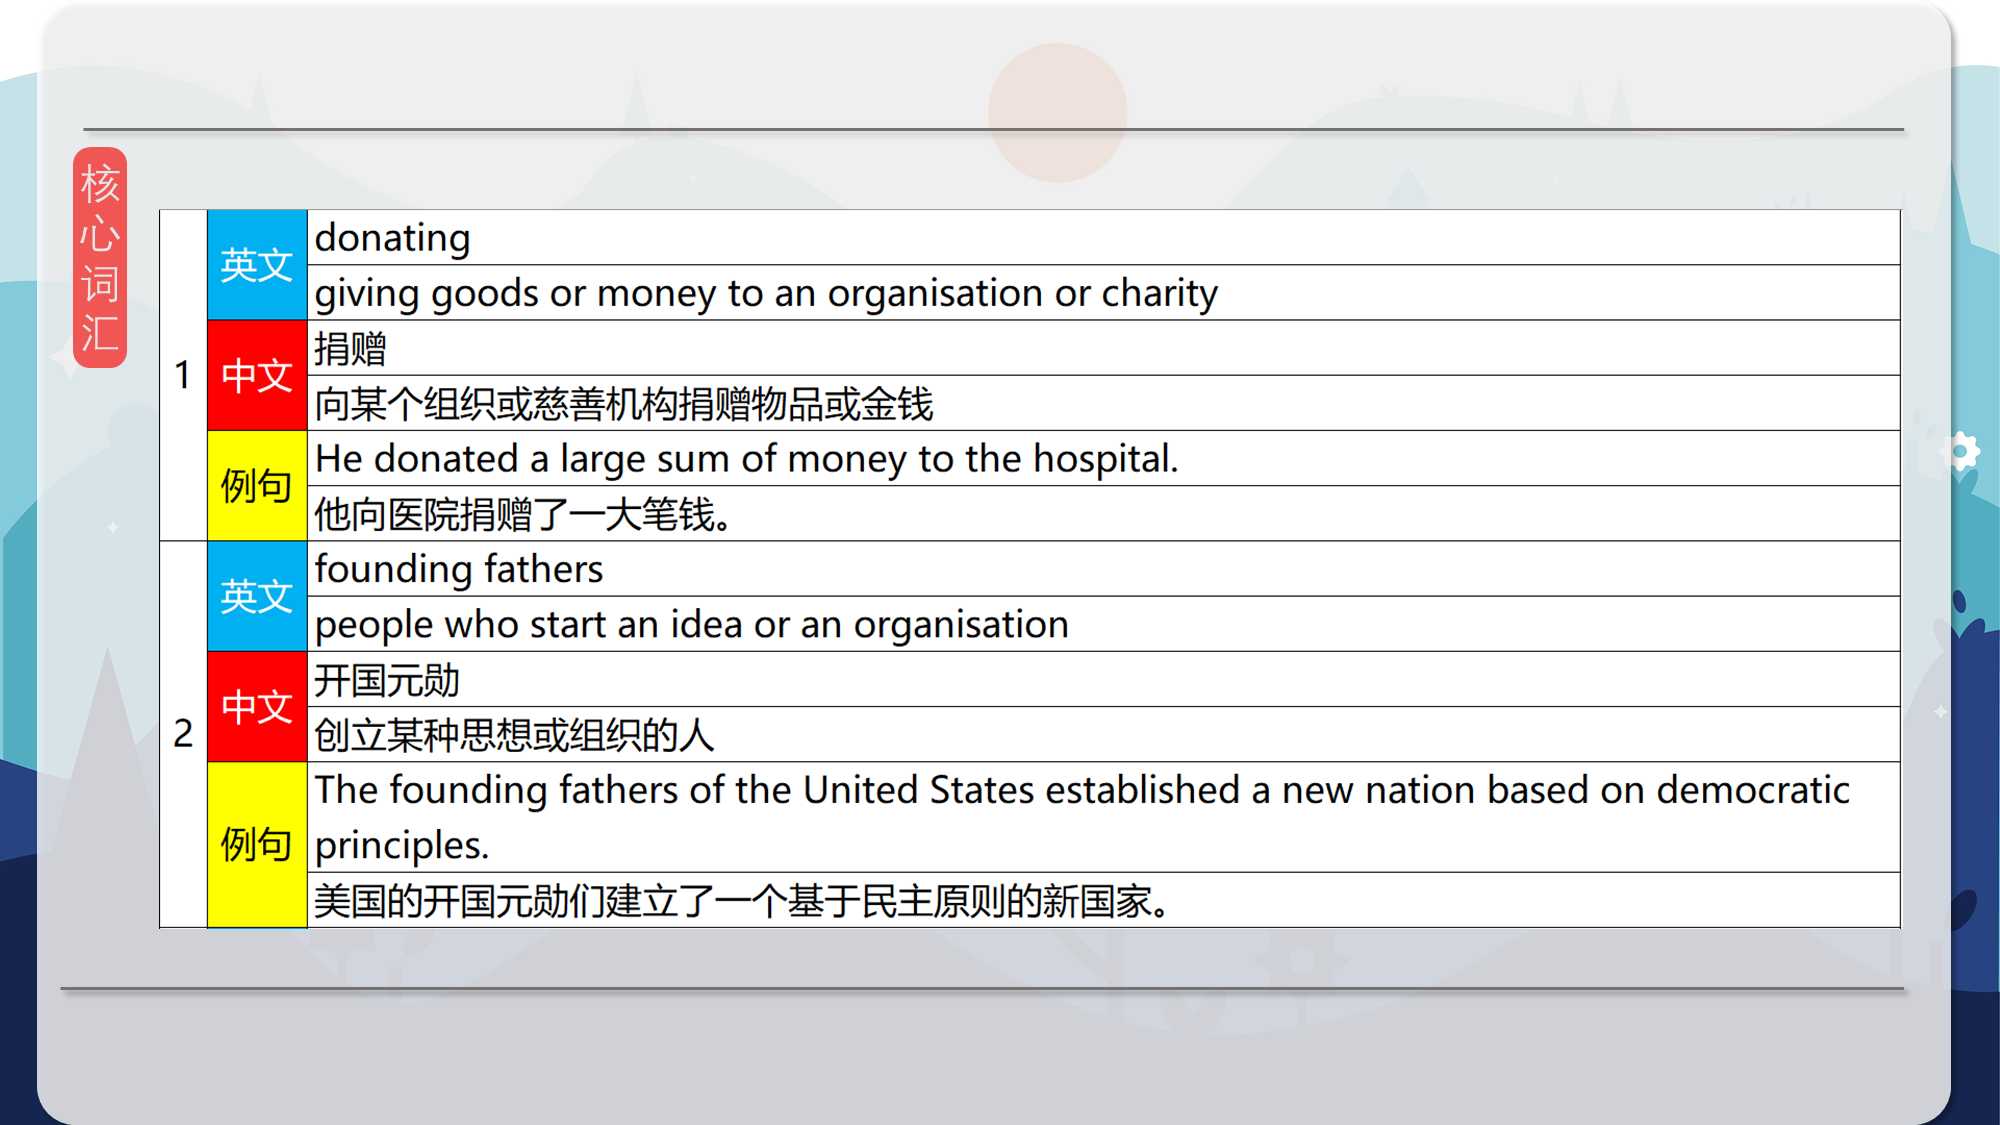 核心词汇
1
英文
donating
giving goods or money to an organisation or charity
中文
捐赠
向某个组织或慈善机构捐赠物品或金钱
例句
He donated a large sum of money to the hospital.
他向医院捐赠了一大笔钱。
2
英文
founding fathers
people who start an idea or an organisation
中文
开国元勋
创立某种思想或组织的人
例句
The founding fathers of the United States established a new nation based on democratic
principles.
美国的开国元勋们建立了一个基于民主原则的新国家。